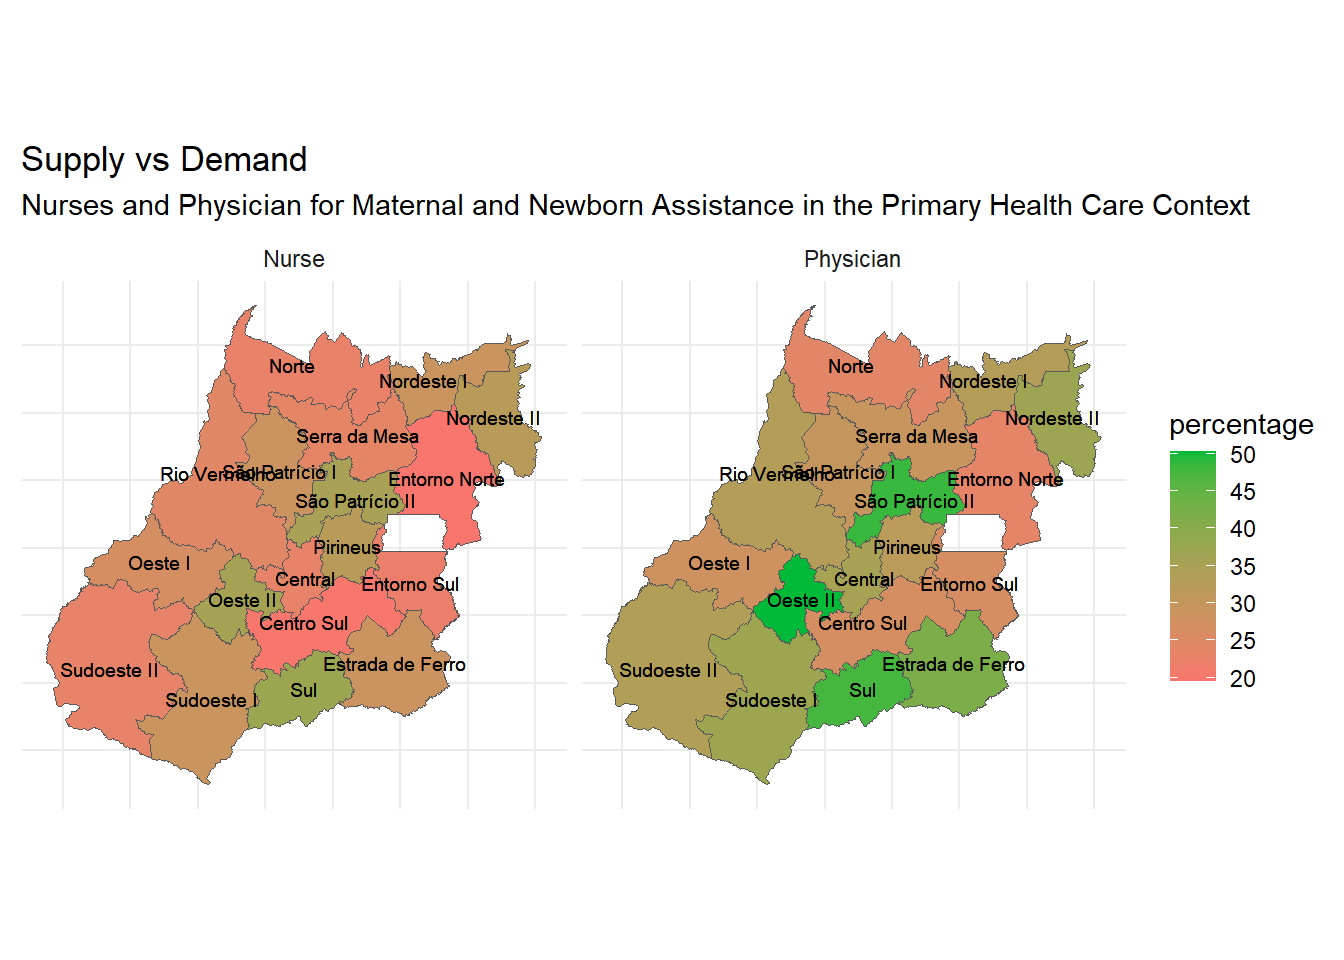 Supply vs Demand
Nurses and Physician for Maternal and Newborn Assistance in the Primary Health Care Context
Nurse
Norte
Nordeste I
Nordeste II
Serra da Mesa
Rio Vermelho
São Patrício I
Entorno Norte
São Patrício II
Pirineus
Oeste I
Central
Entorno Sul
Oeste II
Centro Sul
Estrada de Ferro
Sudoeste II
Sul
Sudoeste I
Physician
Norte
Nordeste I
Nordeste II
Serra da Mesa
Rio Vermelho
São Patrício I
Entorno Norte
São Patrício II
Pirineus
Oeste I
Central
Entorno Sul
Oeste II
Centro Sul
Estrada de Ferro
Sudoeste II
Sul
Sudoeste I
percentage
50
45
40
35
30
25
20